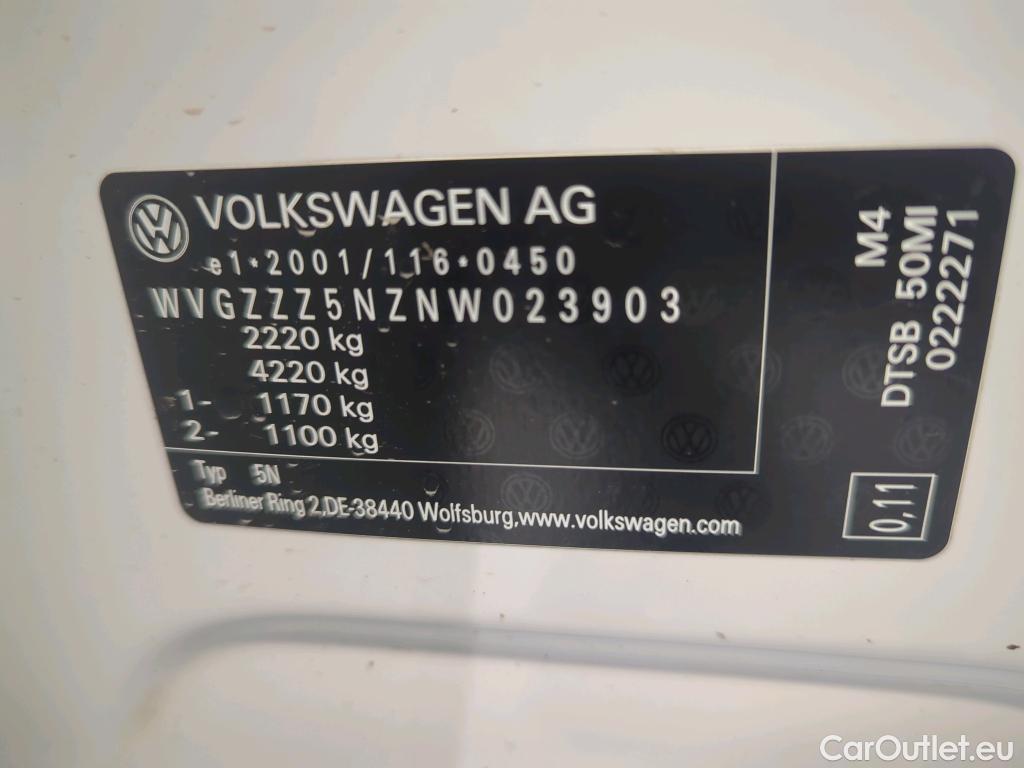 VOLKSWAGEN AG
e1*2001/116*0450
WVGZZZ5NZNW023903
2220 kg
4220 kg
1- 1170 kg
2- 1100 kg
Typ 5N
Berliner Ring 2,DE-38440 Wolfsburg,www.volkswagen.com
M4
DTSB 50MI
0222271
0,11
CarOutlet.eu